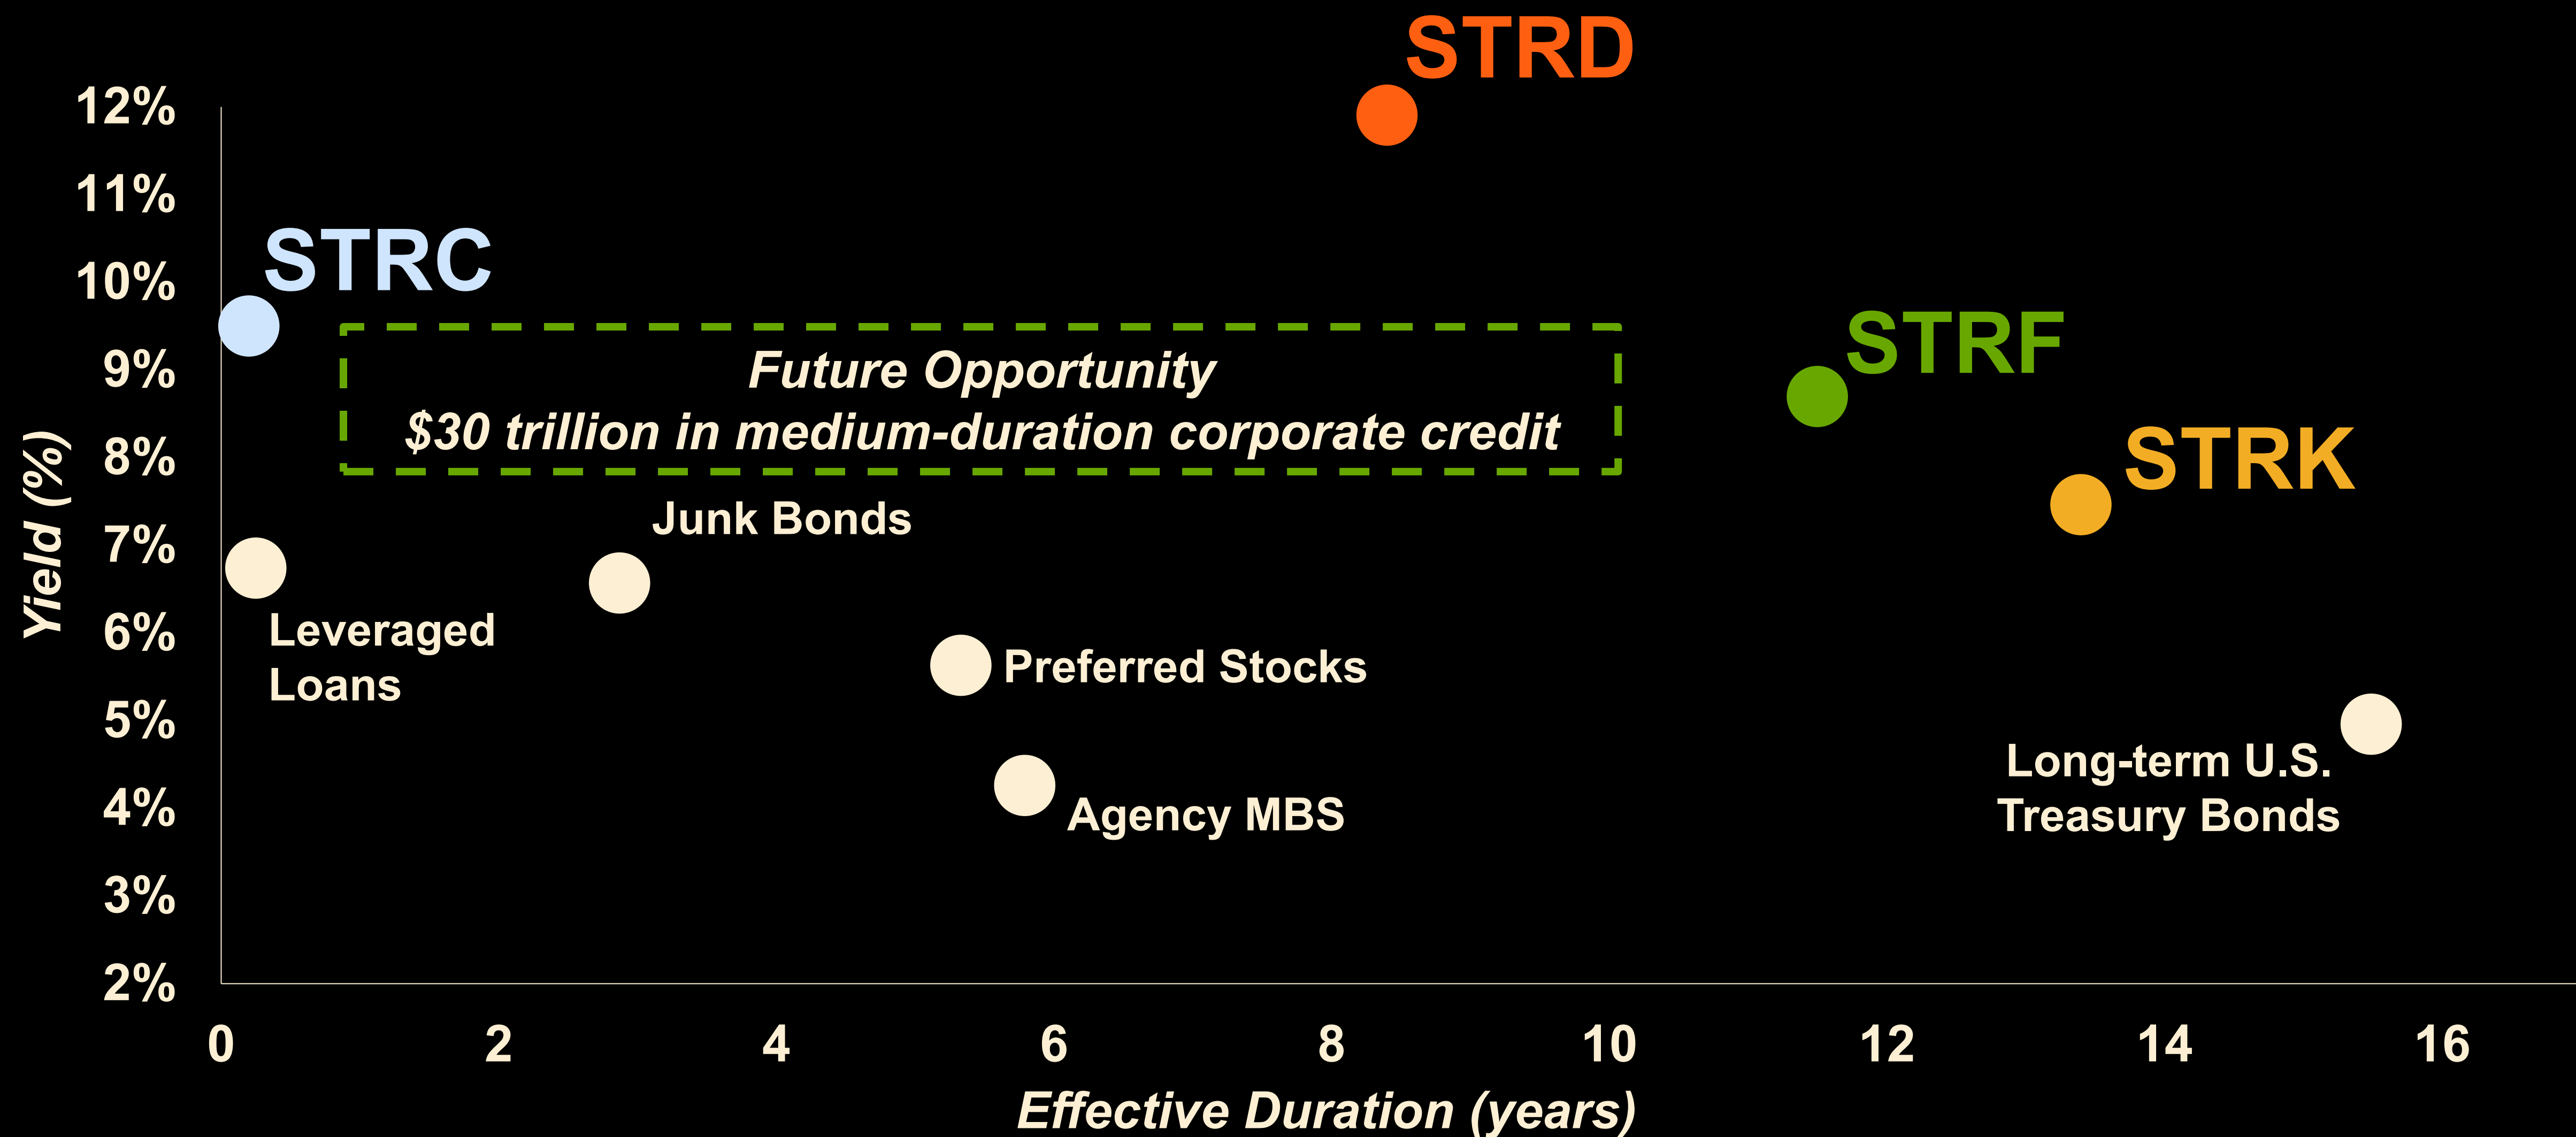 STRD
12%
11%
STRC
10%
STRF
9%
Future Opportunity
$30 trillion in medium-duration corporate credit
8%
STRK
Yield (%)
7%
Junk Bonds
6%
Leveraged
Loans
Preferred Stocks
5%
Long-term U.S.
Treasury Bonds
4%
Agency MBS
3%
2%
0 2 4 6 8 10 12 14 16
Effective Duration (years)